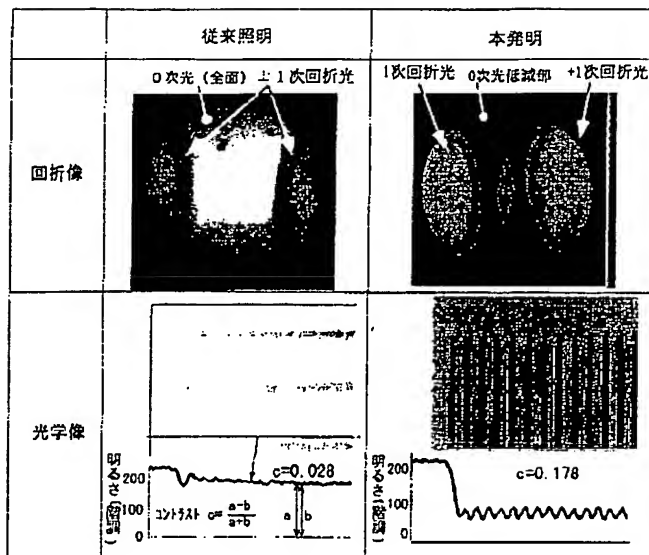 従来照明
本発明
回折像
0次光(全面) ±1次回折光
1次回折光
0次光低減部
+1次回折光
光学像
明るさ(階調)
200
100
0
c=0.028
コントラスト c= a-b / a+b
a
b
明るさ(階調)
200
100
0
c=0.178